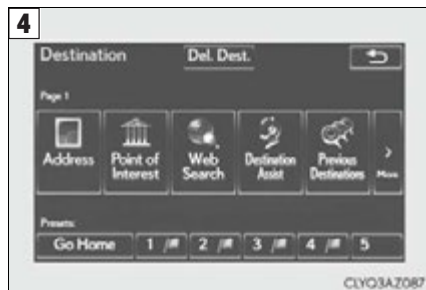 4
Destination Del. Dest.
Page 1
Address Point of Interest Web Search Destination Assist Previous Destinations More
Presets:
Go Home 1 2 3 4 5
CLYQ3AZ087